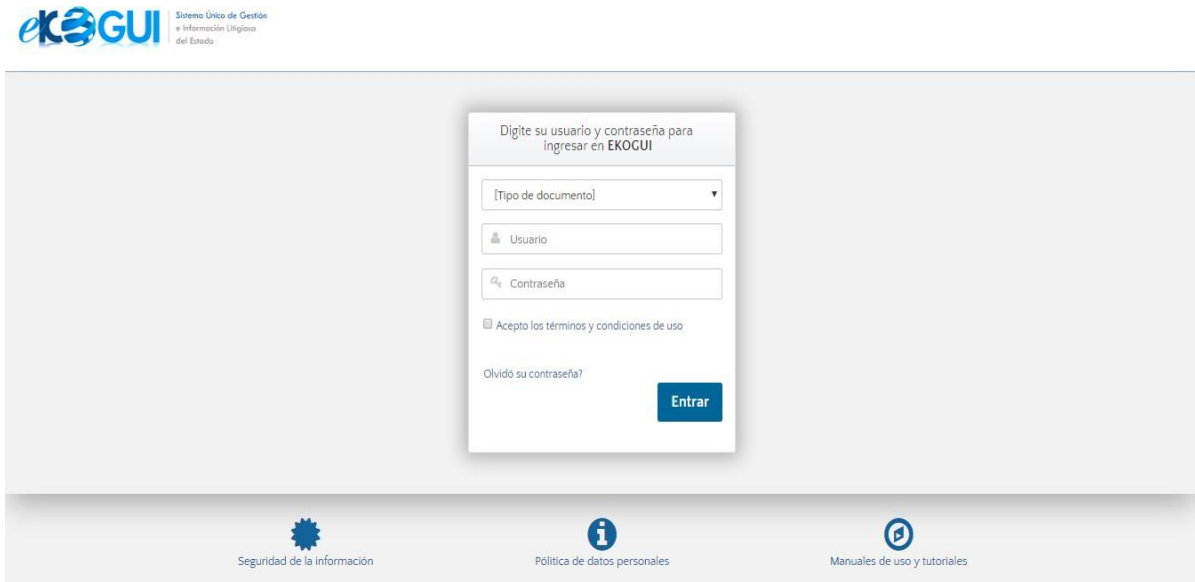 eKOGUI
Sistema Único de Gestión
e Información Litigiosa
del Estado
Digite su usuario y contraseña para
ingresar en EKOGUI
[Tipo de documento]
Usuario
Contraseña
Acepto los términos y condiciones de uso
Olvidó su contraseña?
Entrar
Seguridad de la información
Pólitica de datos personales
Manuales de uso y tutoriales